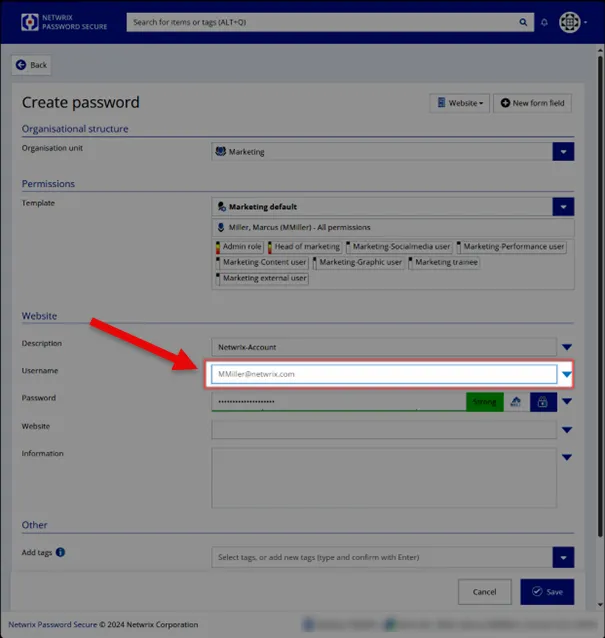 NETWRIX
PASSWORD SECURE
Search for items or tags (ALT+Q)
Back
Create password
Website
New form field
Organisational structure
Organisation unit
Marketing
Permissions
Template
Marketing default
Miller, Marcus (MMiller) - All permissions
Admin role Head of marketing Marketing-Socialmedia user Marketing-Performance user
Marketing-Content user Marketing-Graphic user Marketing trainee
Marketing external user
Website
Description
Netwrix-Account
Username
MMiller@netwrix.com
Password
••••••••••••••••••••
Strong
Website
Information
Other
Add tags
Select tags, or add new tags (type and confirm with Enter)
Cancel
Save
Netwrix Password Secure © 2024 Netwrix Corporation